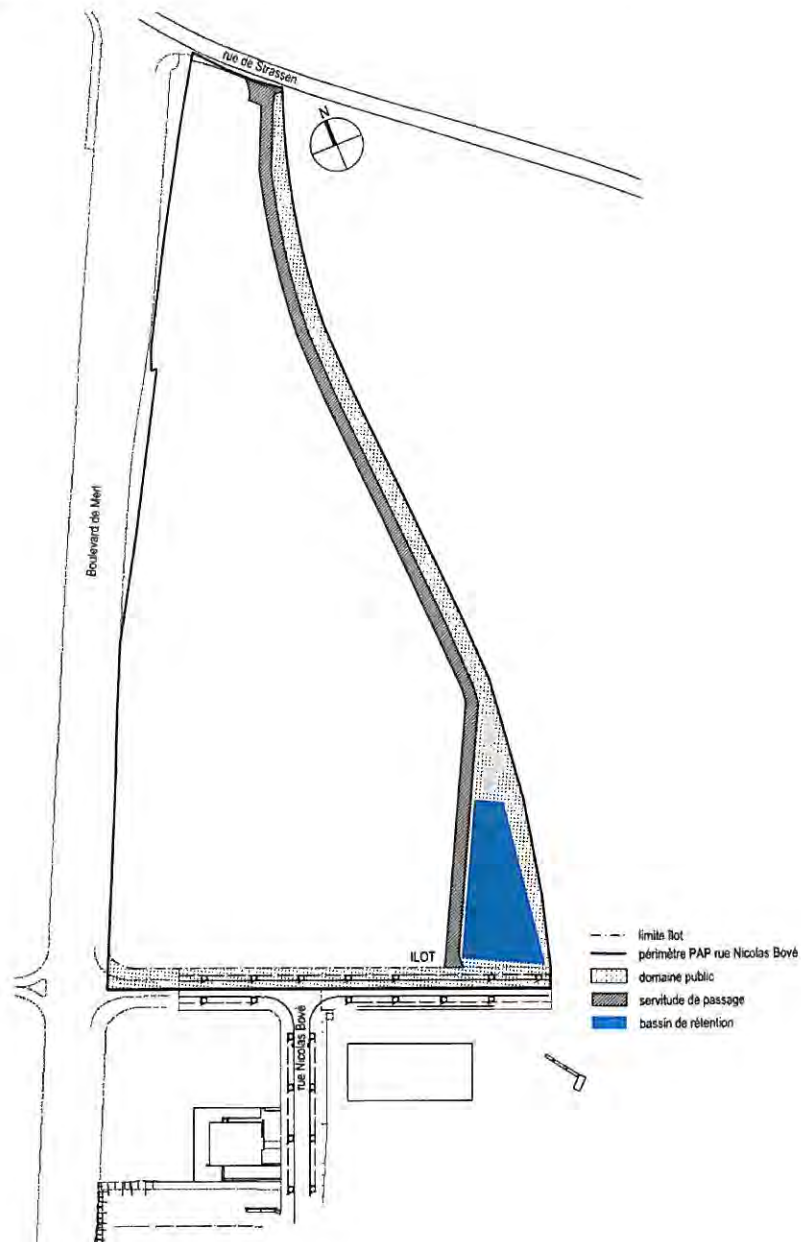 rue de Strassen
N
Boulevard de Merl
ILOT
rue Nicolas Bové
limite îlot
périmètre PAP rue Nicolas Bové
domaine public
servitude de passage
bassin de rétention